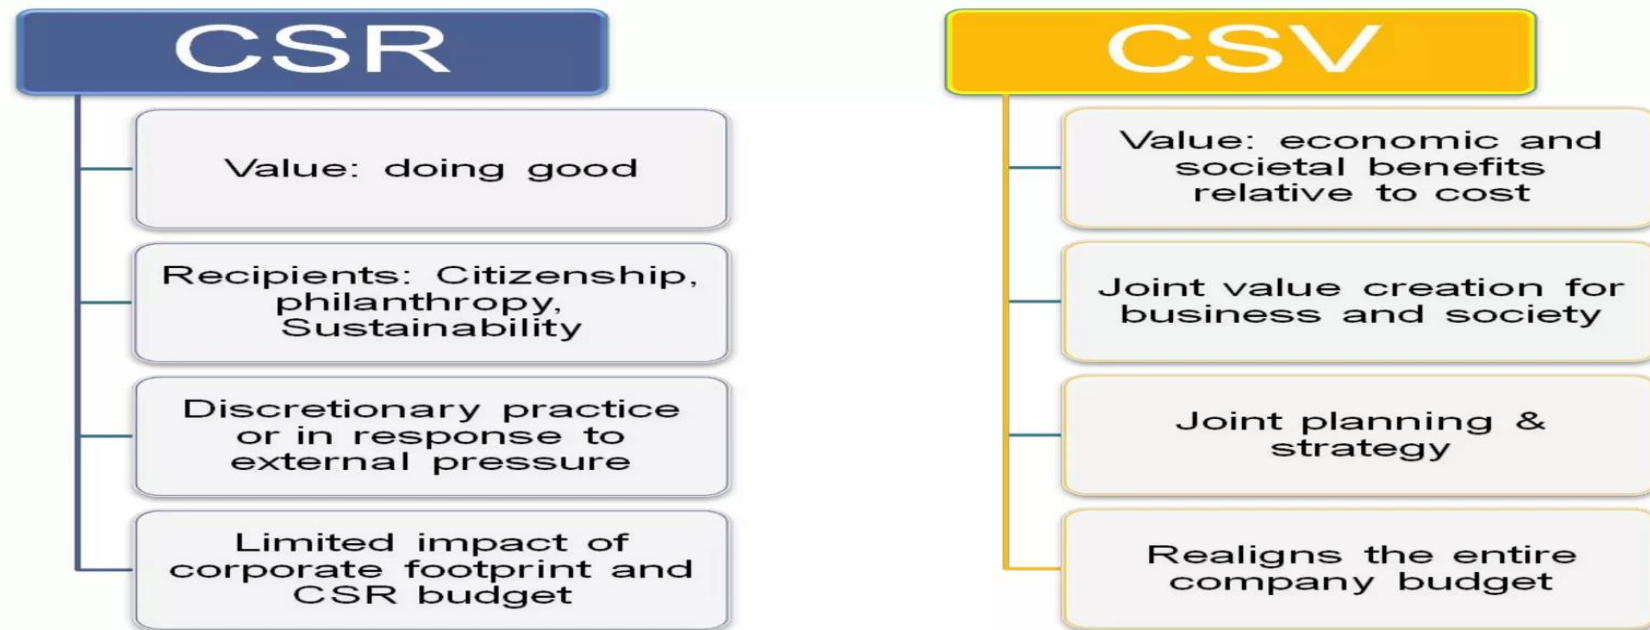 CSR
Value: doing good
Recipients: Citizenship,
philanthropy,
Sustainability
Discretionary practice
or in response to
external pressure
Limited impact of
corporate footprint and
CSR budget
CSV
Value: economic and
societal benefits
relative to cost
Joint value creation for
business and society
Joint planning &
strategy
Realigns the entire
company budget